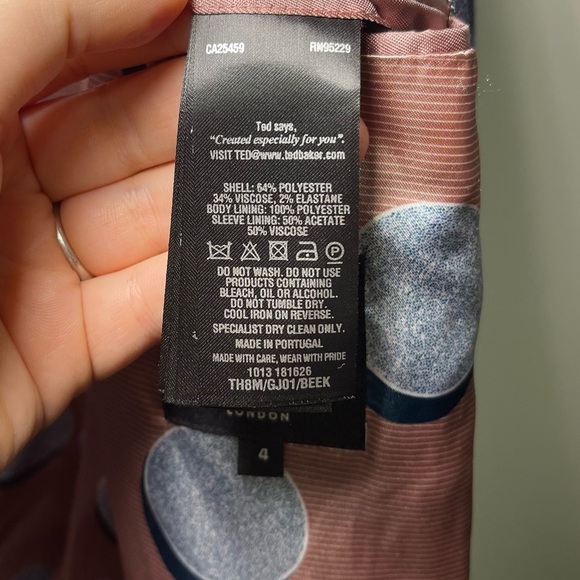 CA25459 RN95229
Ted says,
"Created especially for you".
VISIT TED@www.tedbaker.com
SHELL: 64% POLYESTER
34% VISCOSE, 2% ELASTANE
BODY LINING: 100% POLYESTER
SLEEVE LINING: 50% ACETATE
50% VISCOSE
P
DO NOT WASH. DO NOT USE
PRODUCTS CONTAINING
BLEACH, OIL OR ALCOHOL.
DO NOT TUMBLE DRY.
COOL IRON ON REVERSE.
SPECIALIST DRY CLEAN ONLY.
MADE IN PORTUGAL
MADE WITH CARE, WEAR WITH PRIDE
1013 181626
TH8M/GJ01/BEEK
LONDON
4